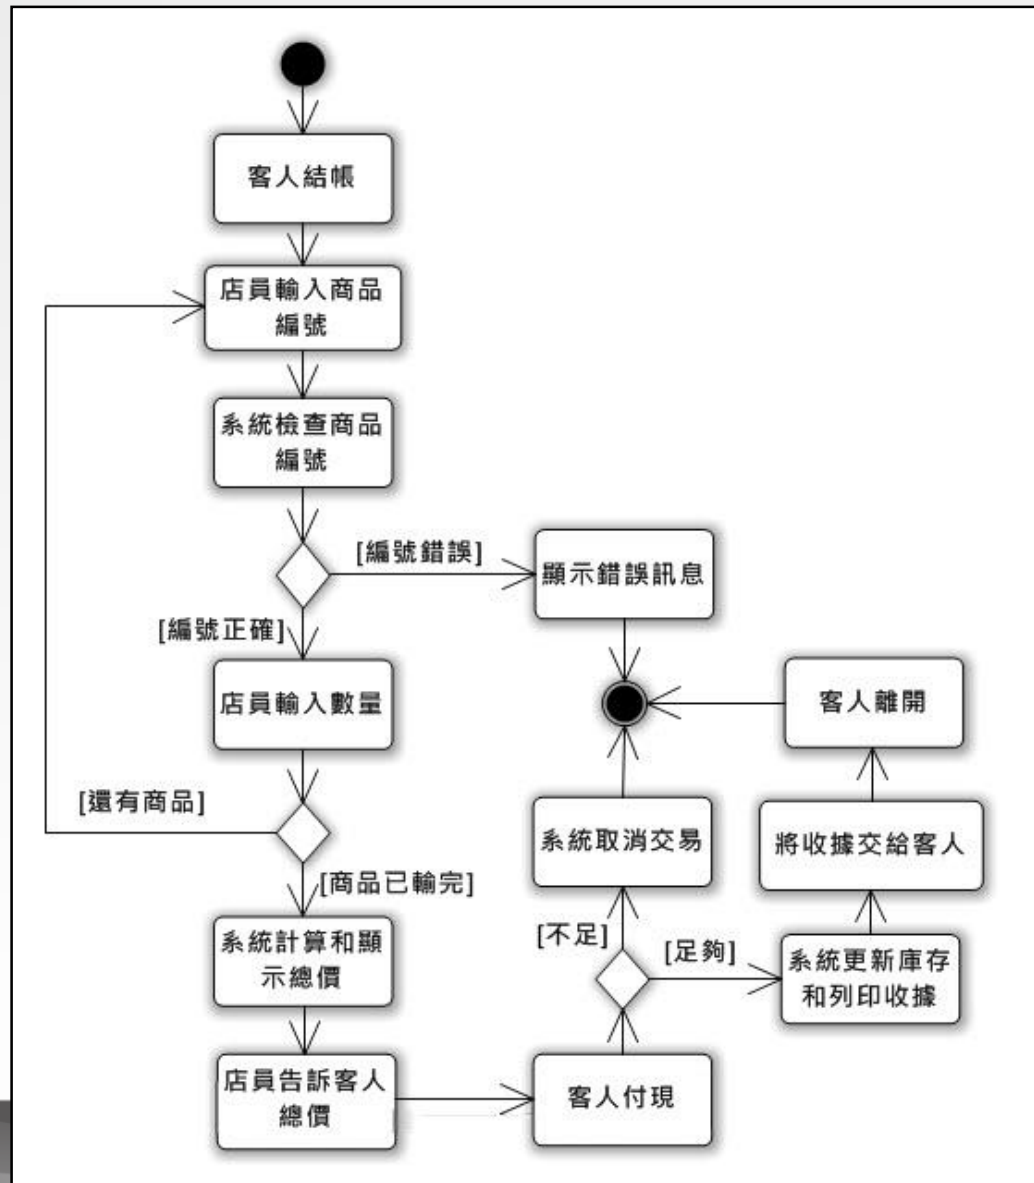 客人結帳
店員輸入商品
編號
系統檢查商品
編號
[編號錯誤]
顯示錯誤訊息
[編號正確]
店員輸入數量
客人離開
[還有商品]
系統取消交易
將收據交給客人
[商品已輸完]
系統計算和顯
示總價
[不足]
[足夠]
系統更新庫存
和列印收據
店員告訴客人
總價
客人付現